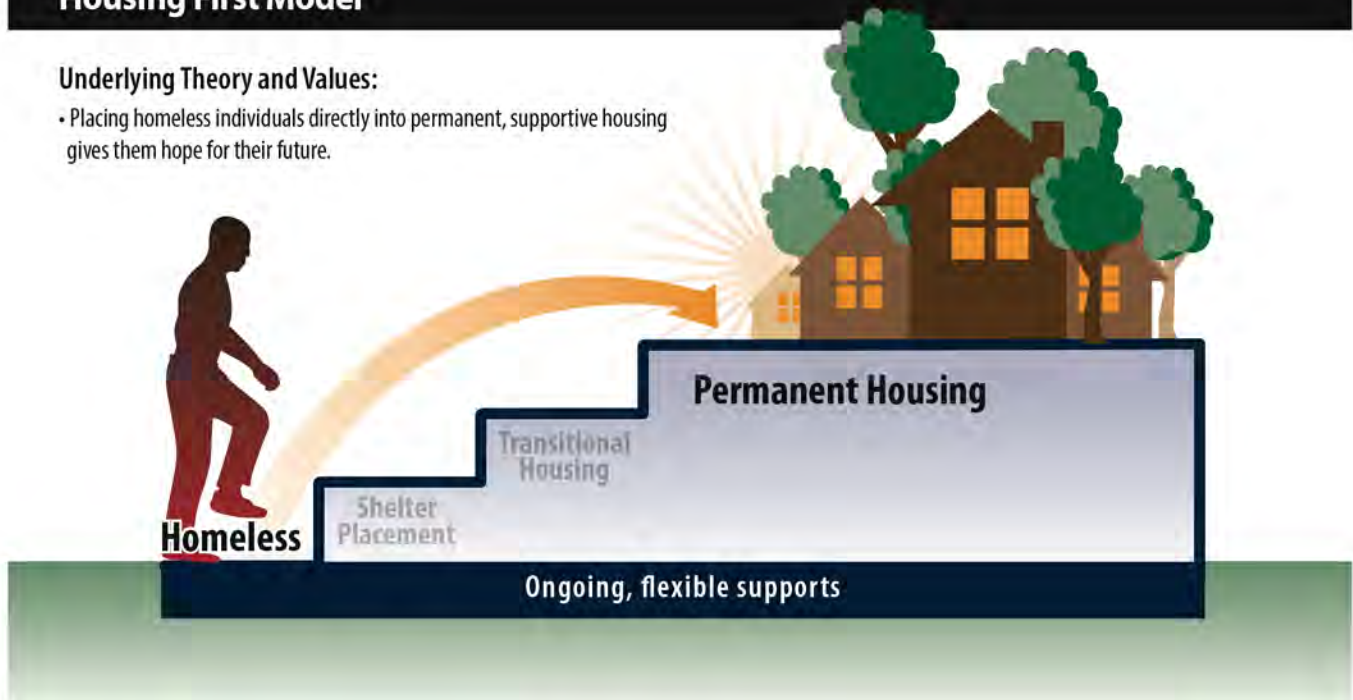 Housing First Model
Underlying Theory and Values:
• Placing homeless individuals directly into permanent, supportive housing
gives them hope for their future.
Permanent Housing
Transitional
Housing
Shelter
Placement
Homeless
Ongoing, flexible supports